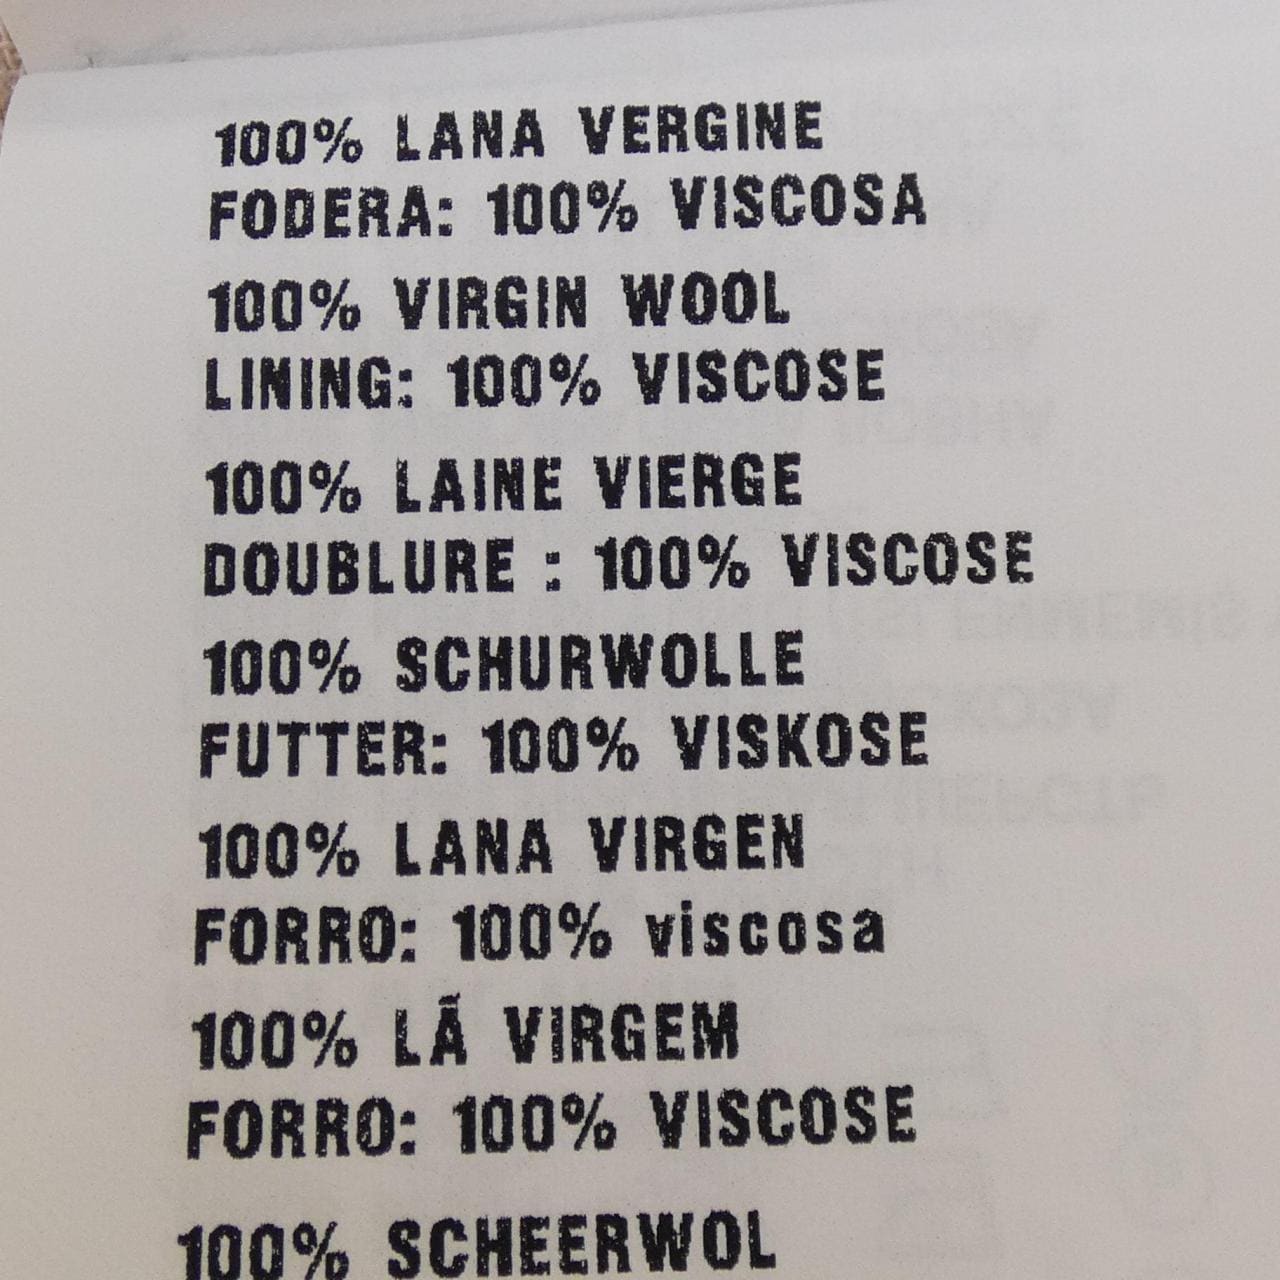 100% LANA VERGINE
FODERA: 100% VISCOSA
100% VIRGIN WOOL
LINING: 100% VISCOSE
100% LAINE VIERGE
DOUBLURE : 100% VISCOSE
100% SCHURWOLLE
FUTTER: 100% VISKOSE
100% LANA VIRGEN
FORRO: 100% viscosa
100% LÃ VIRGEM
FORRO: 100% VISCOSE
100% SCHEERWOL